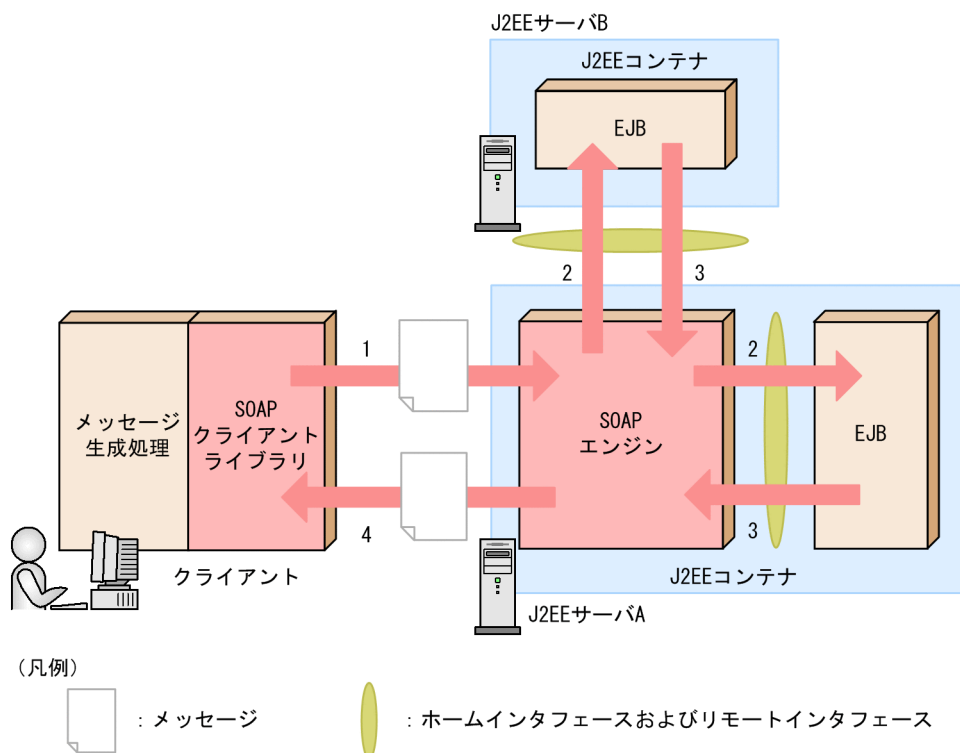 J2EEサーバB
J2EEコンテナ
EJB
2
3
1
2
メッセージ
生成処理
SOAP
クライアント
ライブラリ
SOAP
エンジン
EJB
4
3
クライアント
J2EEコンテナ
J2EEサーバA
（凡例）
：メッセージ
：ホームインタフェースおよびリモートインタフェース